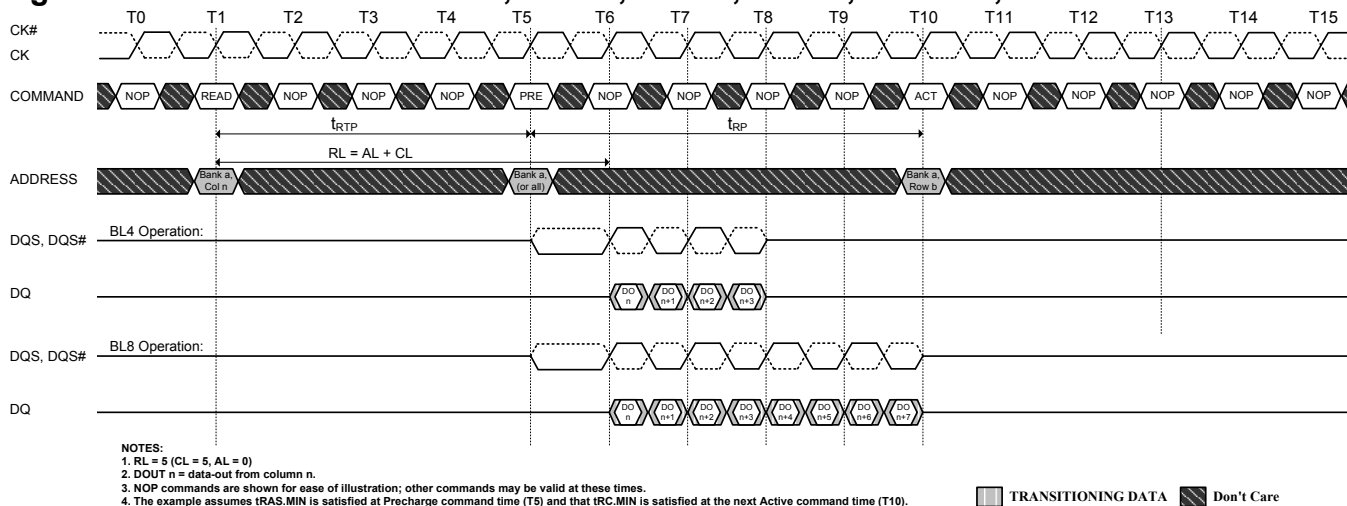 T0 T1 T2 T3 T4 T5 T6 T7 T8 T9 T10 T11 T12 T13 T14 T15
CK#
CK
COMMAND NOP READ NOP NOP NOP PRE NOP NOP NOP NOP ACT NOP NOP NOP NOP NOP
tRTP tRP
RL = AL + CL
ADDRESS
Bank a, Bank a, Bank a,
Col n (or all) Row b
BL4 Operation:
DQS, DQS#
DQ
DO DO DO DO
n n+1 n+2 n+3
BL8 Operation:
DQS, DQS#
DQ
DO DO DO DO DO DO DO DO
n n+1 n+2 n+3 n+4 n+5 n+6 n+7
NOTES:
1. RL = 5 (CL = 5, AL = 0)
2. DOUT n = data-out from column n.
3. NOP commands are shown for ease of illustration; other commands may be valid at these times.
4. The example assumes tRAS.MIN is satisfied at Precharge command time (T5) and that tRC.MIN is satisfied at the next Active command time (T10).
TRANSITIONING DATA Don't Care